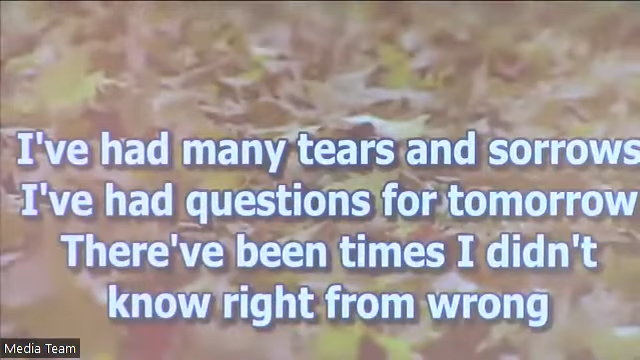 I've had many tears and sorrows
I've had questions for tomorrow
There've been times I didn't
know right from wrong
Media Team